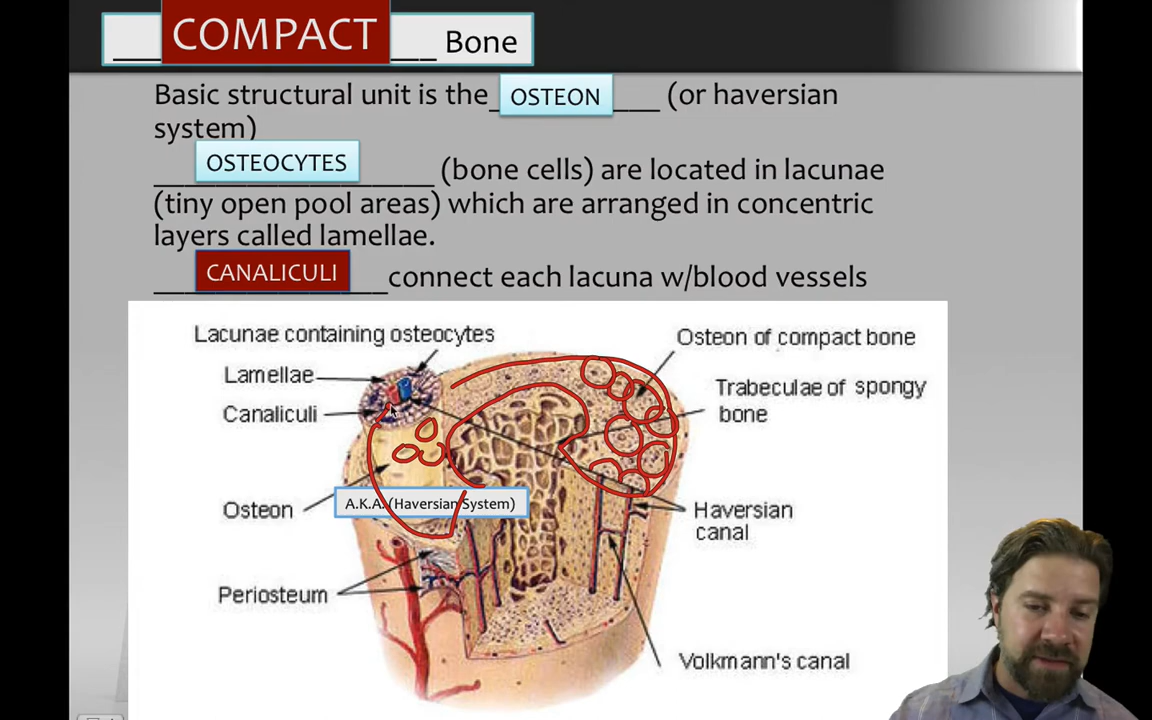 COMPACT Bone
Basic structural unit is the OSTEON (or haversian
system)
OSTEOCYTES (bone cells) are located in lacunae
(tiny open pool areas) which are arranged in concentric
layers called lamellae.
CANALICULI connect each lacuna w/blood vessels
Lacunae containing osteocytes
Lamellae
Canaliculi
Osteon
A.K.A. (Haversian System)
Periosteum
Osteon of compact bone
Trabeculae of spongy
bone
Haversian
canal
Volkmann's canal